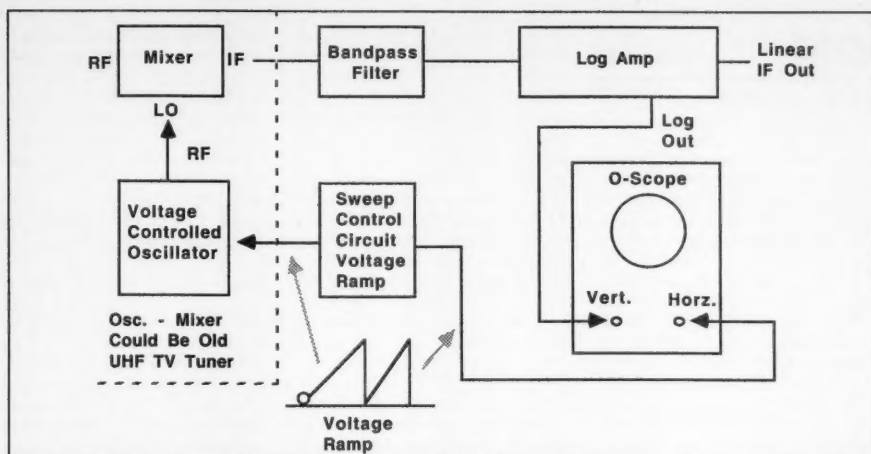 RF
Mixer
IF
LO
RF
Bandpass
Filter
Log Amp
Linear
IF Out
Log
Out
O-Scope
Vert.
Horz.
Voltage
Controlled
Oscillator
Sweep
Control
Circuit
Voltage
Ramp
Osc. - Mixer
Could Be Old
UHF TV Tuner
Voltage
Ramp